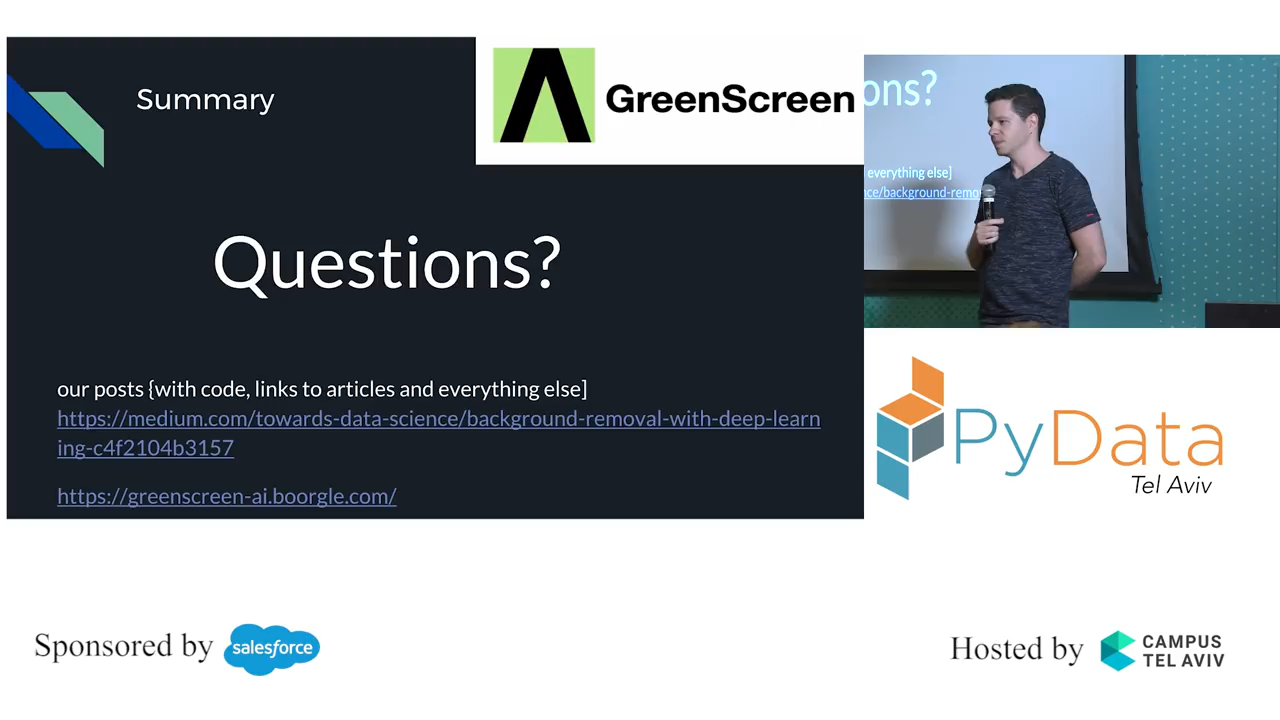 Summary
GreenScreen
Questions?
our posts {with code, links to articles and everything else]
https://medium.com/towards-data-science/background-removal-with-deep-learn
ing-c4f2104b3157
https://greenscreen-ai.boorgle.com/
ons?
everything else]
nce/background-remo
PyData
Tel Aviv
Sponsored by salesforce
Hosted by CAMPUS
TEL AVIV